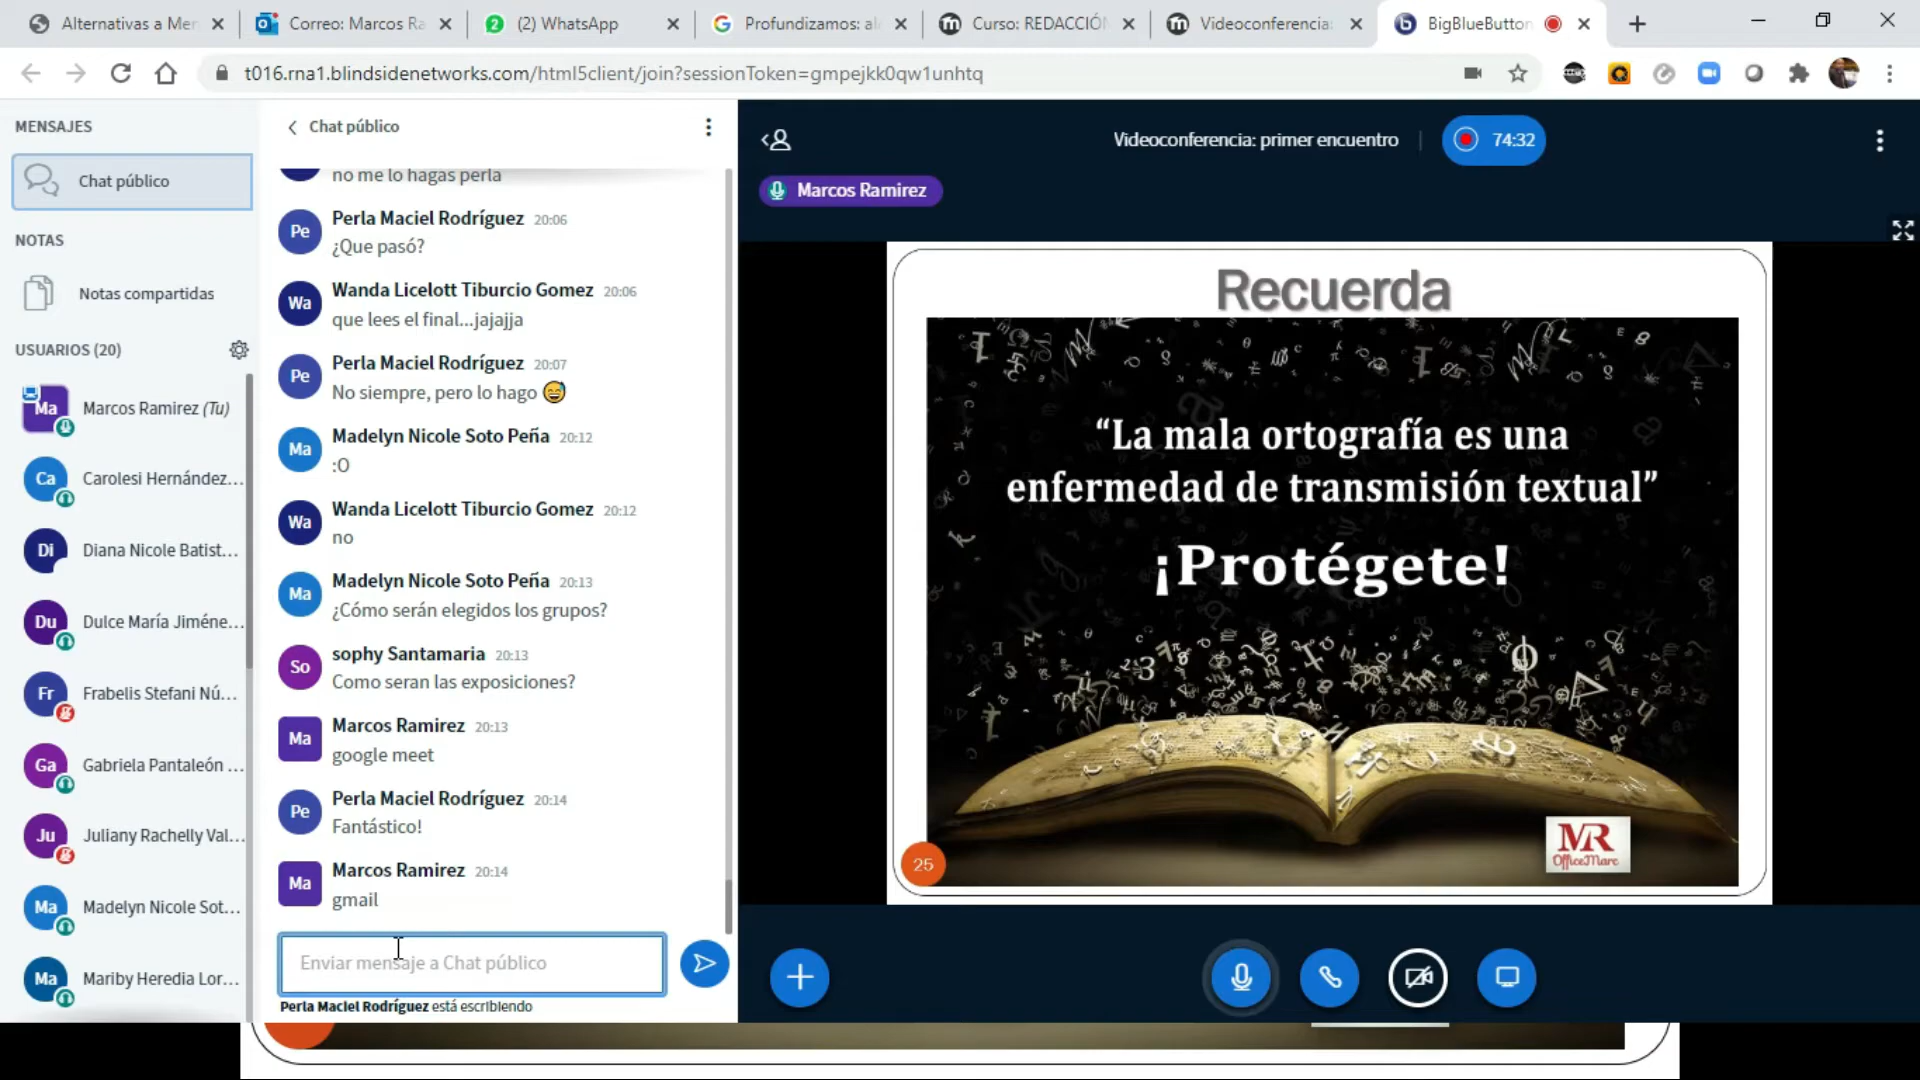 Alternativas a Mer
Correo: Marcos Ra
(2) WhatsApp
Profundizamos: al
Curso: REDACCIÓN
Videoconferencia:
BigBlueButton
t016.rna1.blindsidenetworks.com/html5client/join?sessionToken=gmpejkk0qw1unhtq
MENSAJES
Chat público
NOTAS
Notas compartidas
USUARIOS (20)
Ma
Marcos Ramirez (Tu)
Ca
Carolesi Hernández...
Di
Diana Nicole Batist...
Du
Dulce María Jiméne...
Fr
Frabelis Stefani Nú...
Ga
Gabriela Pantaleón ...
Ju
Juliany Rachelly Val...
Ma
Madelyn Nicole Sot...
Ma
Mariby Heredia Lor...
Chat público
no me lo hagas perla
Pe
Perla Maciel Rodríguez 20:06
¿Que pasó?
Wa
Wanda Licelott Tiburcio Gomez 20:06
que lees el final...jajajja
Pe
Perla Maciel Rodríguez 20:07
No siempre, pero lo hago 😅
Ma
Madelyn Nicole Soto Peña 20:12
:O
Wa
Wanda Licelott Tiburcio Gomez 20:12
no
Ma
Madelyn Nicole Soto Peña 20:13
¿Cómo serán elegidos los grupos?
So
sophy Santamaria 20:13
Como seran las exposiciones?
Ma
Marcos Ramirez 20:13
google meet
Pe
Perla Maciel Rodríguez 20:14
Fantástico!
Ma
Marcos Ramirez 20:14
gmail
Enviar mensaje a Chat público
Perla Maciel Rodríguez está escribiendo
Videoconferencia: primer encuentro
74:32
Marcos Ramirez
Recuerda
“La mala ortografía es una
enfermedad de transmisión textual”
¡Protégete!
MR
OfficeMarc
25